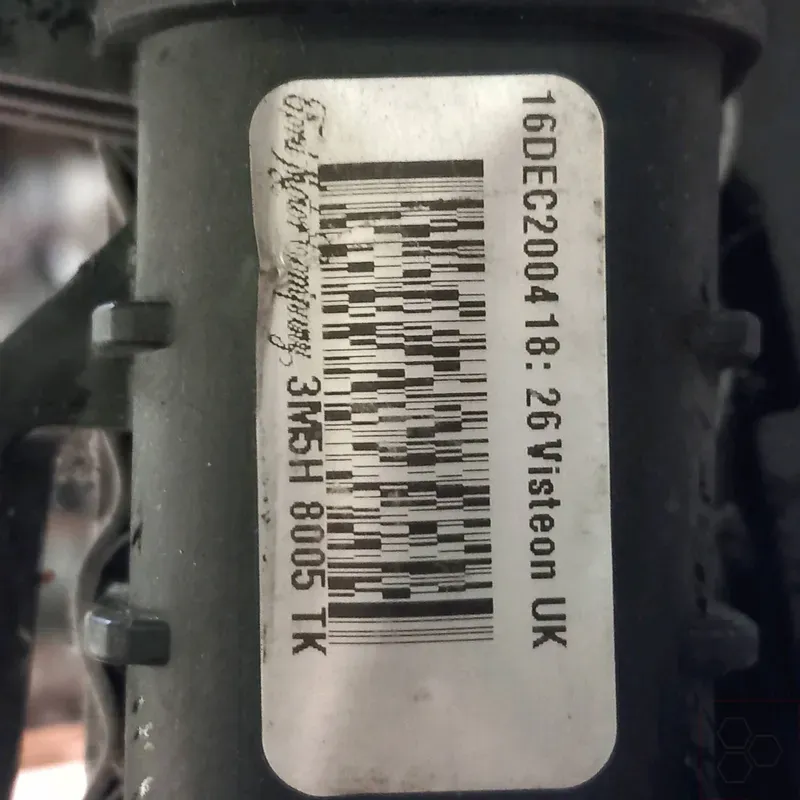 16DEC2004 18:26 Visteon UK
Ford Motor Company
3M5H 8005 TK